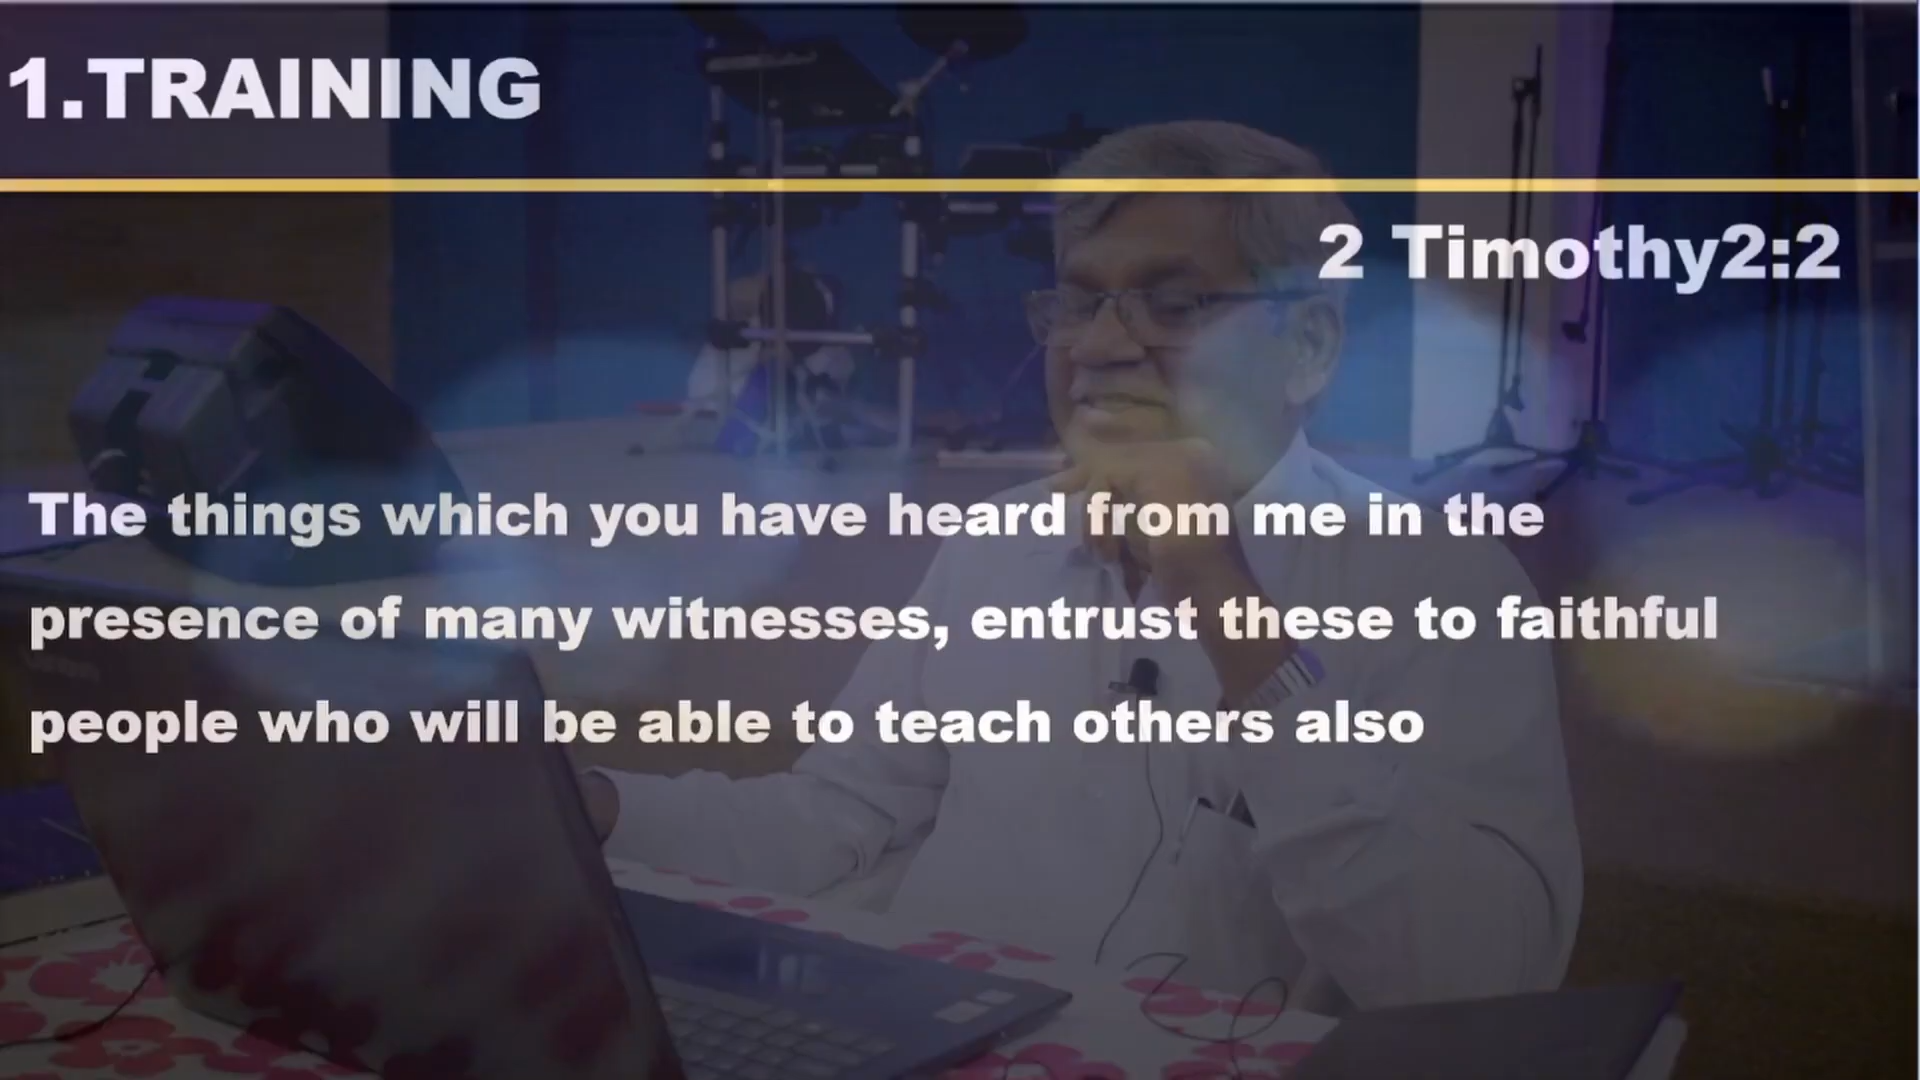 1.TRAINING
2 Timothy2:2
The things which you have heard from me in the
presence of many witnesses, entrust these to faithful
people who will be able to teach others also